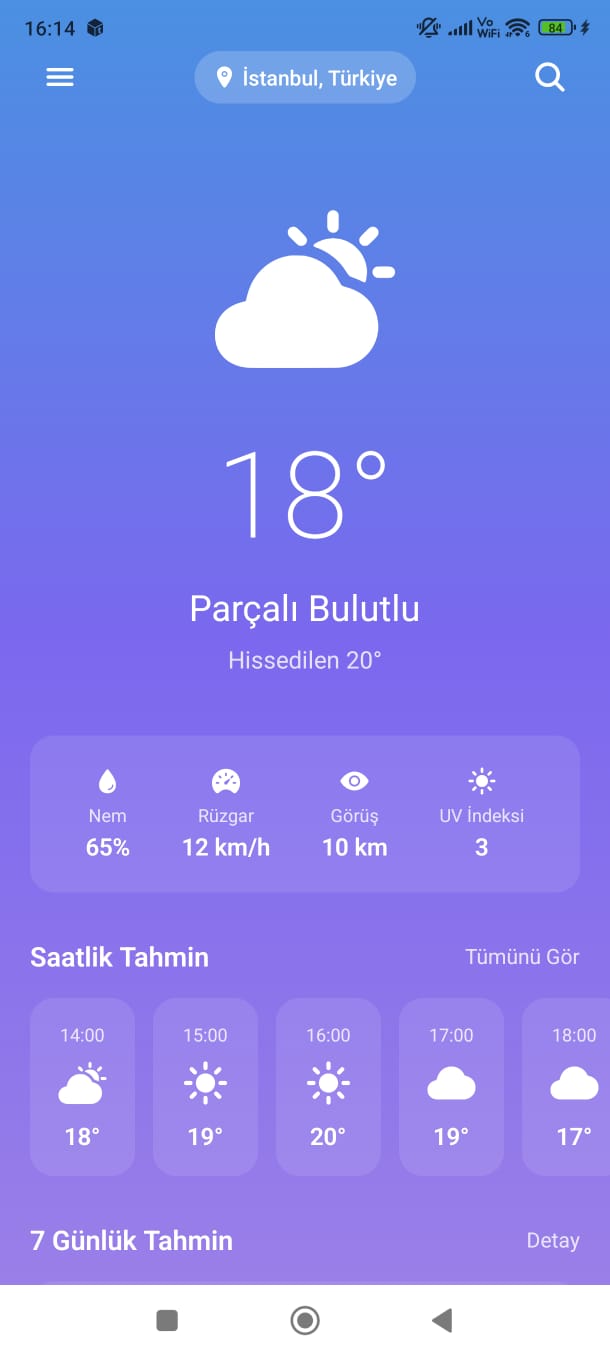 16:14
Vo
WiFi
6
84
İstanbul, Türkiye
18°
Parçalı Bulutlu
Hissedilen 20°
Nem Rüzgar Görüş UV İndeksi
65% 12 km/h 10 km 3
Saatlik Tahmin Tümünü Gör
14:00 15:00 16:00 17:00 18:00
18° 19° 20° 19° 17°
7 Günlük Tahmin Detay